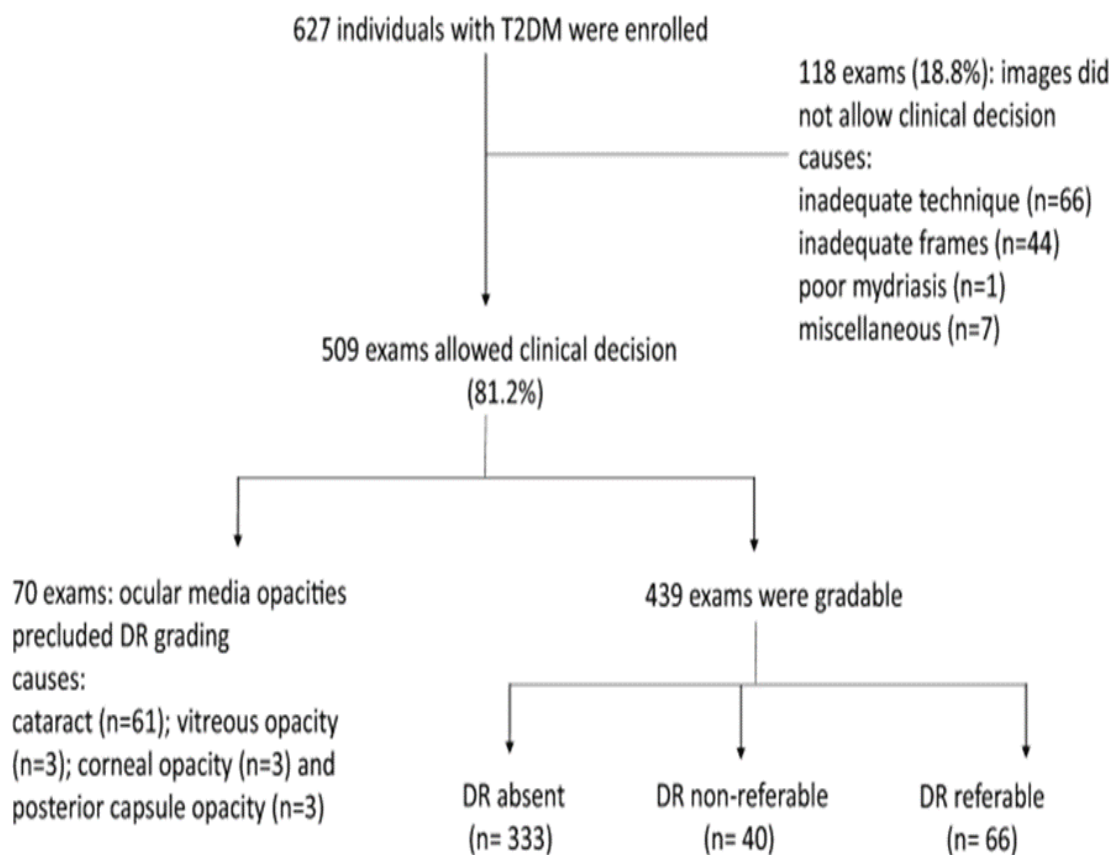 627 individuals with T2DM were enrolled
118 exams (18.8%): images did
not allow clinical decision
causes:
inadequate technique (n=66)
inadequate frames (n=44)
poor mydriasis (n=1)
miscellaneous (n=7)
509 exams allowed clinical decision
(81.2%)
70 exams: ocular media opacities
precluded DR grading
causes:
cataract (n=61); vitreous opacity
(n=3); corneal opacity (n=3) and
posterior capsule opacity (n=3)
439 exams were gradable
DR absent
(n= 333)
DR non-referable
(n= 40)
DR referable
(n= 66)